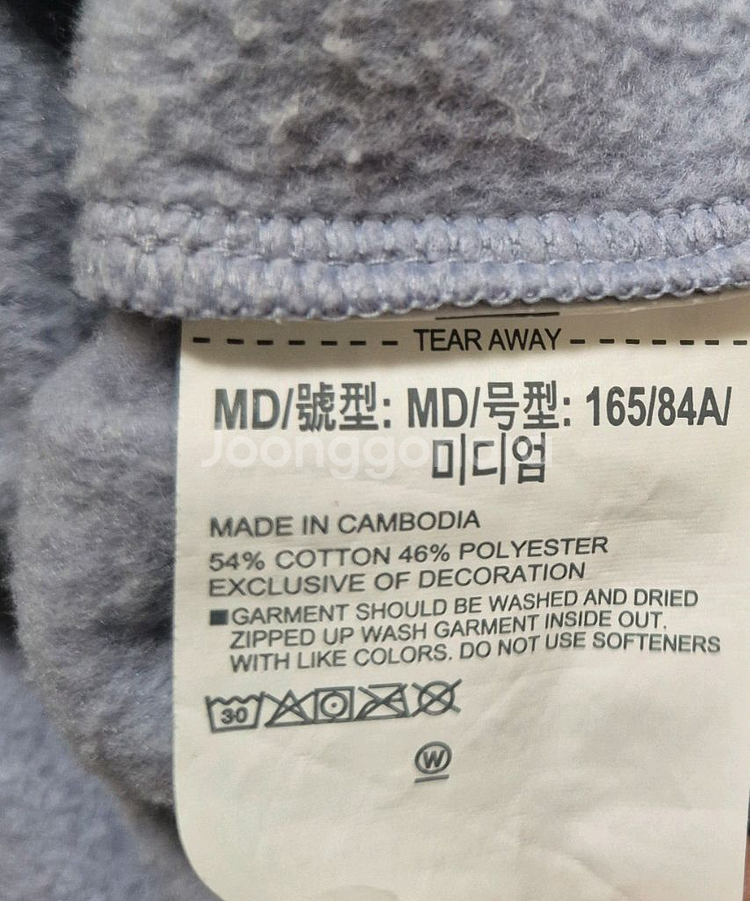 TEAR AWAY
MD/號型: MD/号型: 165/84A/
미디엄
MADE IN CAMBODIA
54% COTTON 46% POLYESTER
EXCLUSIVE OF DECORATION
■GARMENT SHOULD BE WASHED AND DRIED
ZIPPED UP WASH GARMENT INSIDE OUT.
WITH LIKE COLORS. DO NOT USE SOFTENERS
30
W